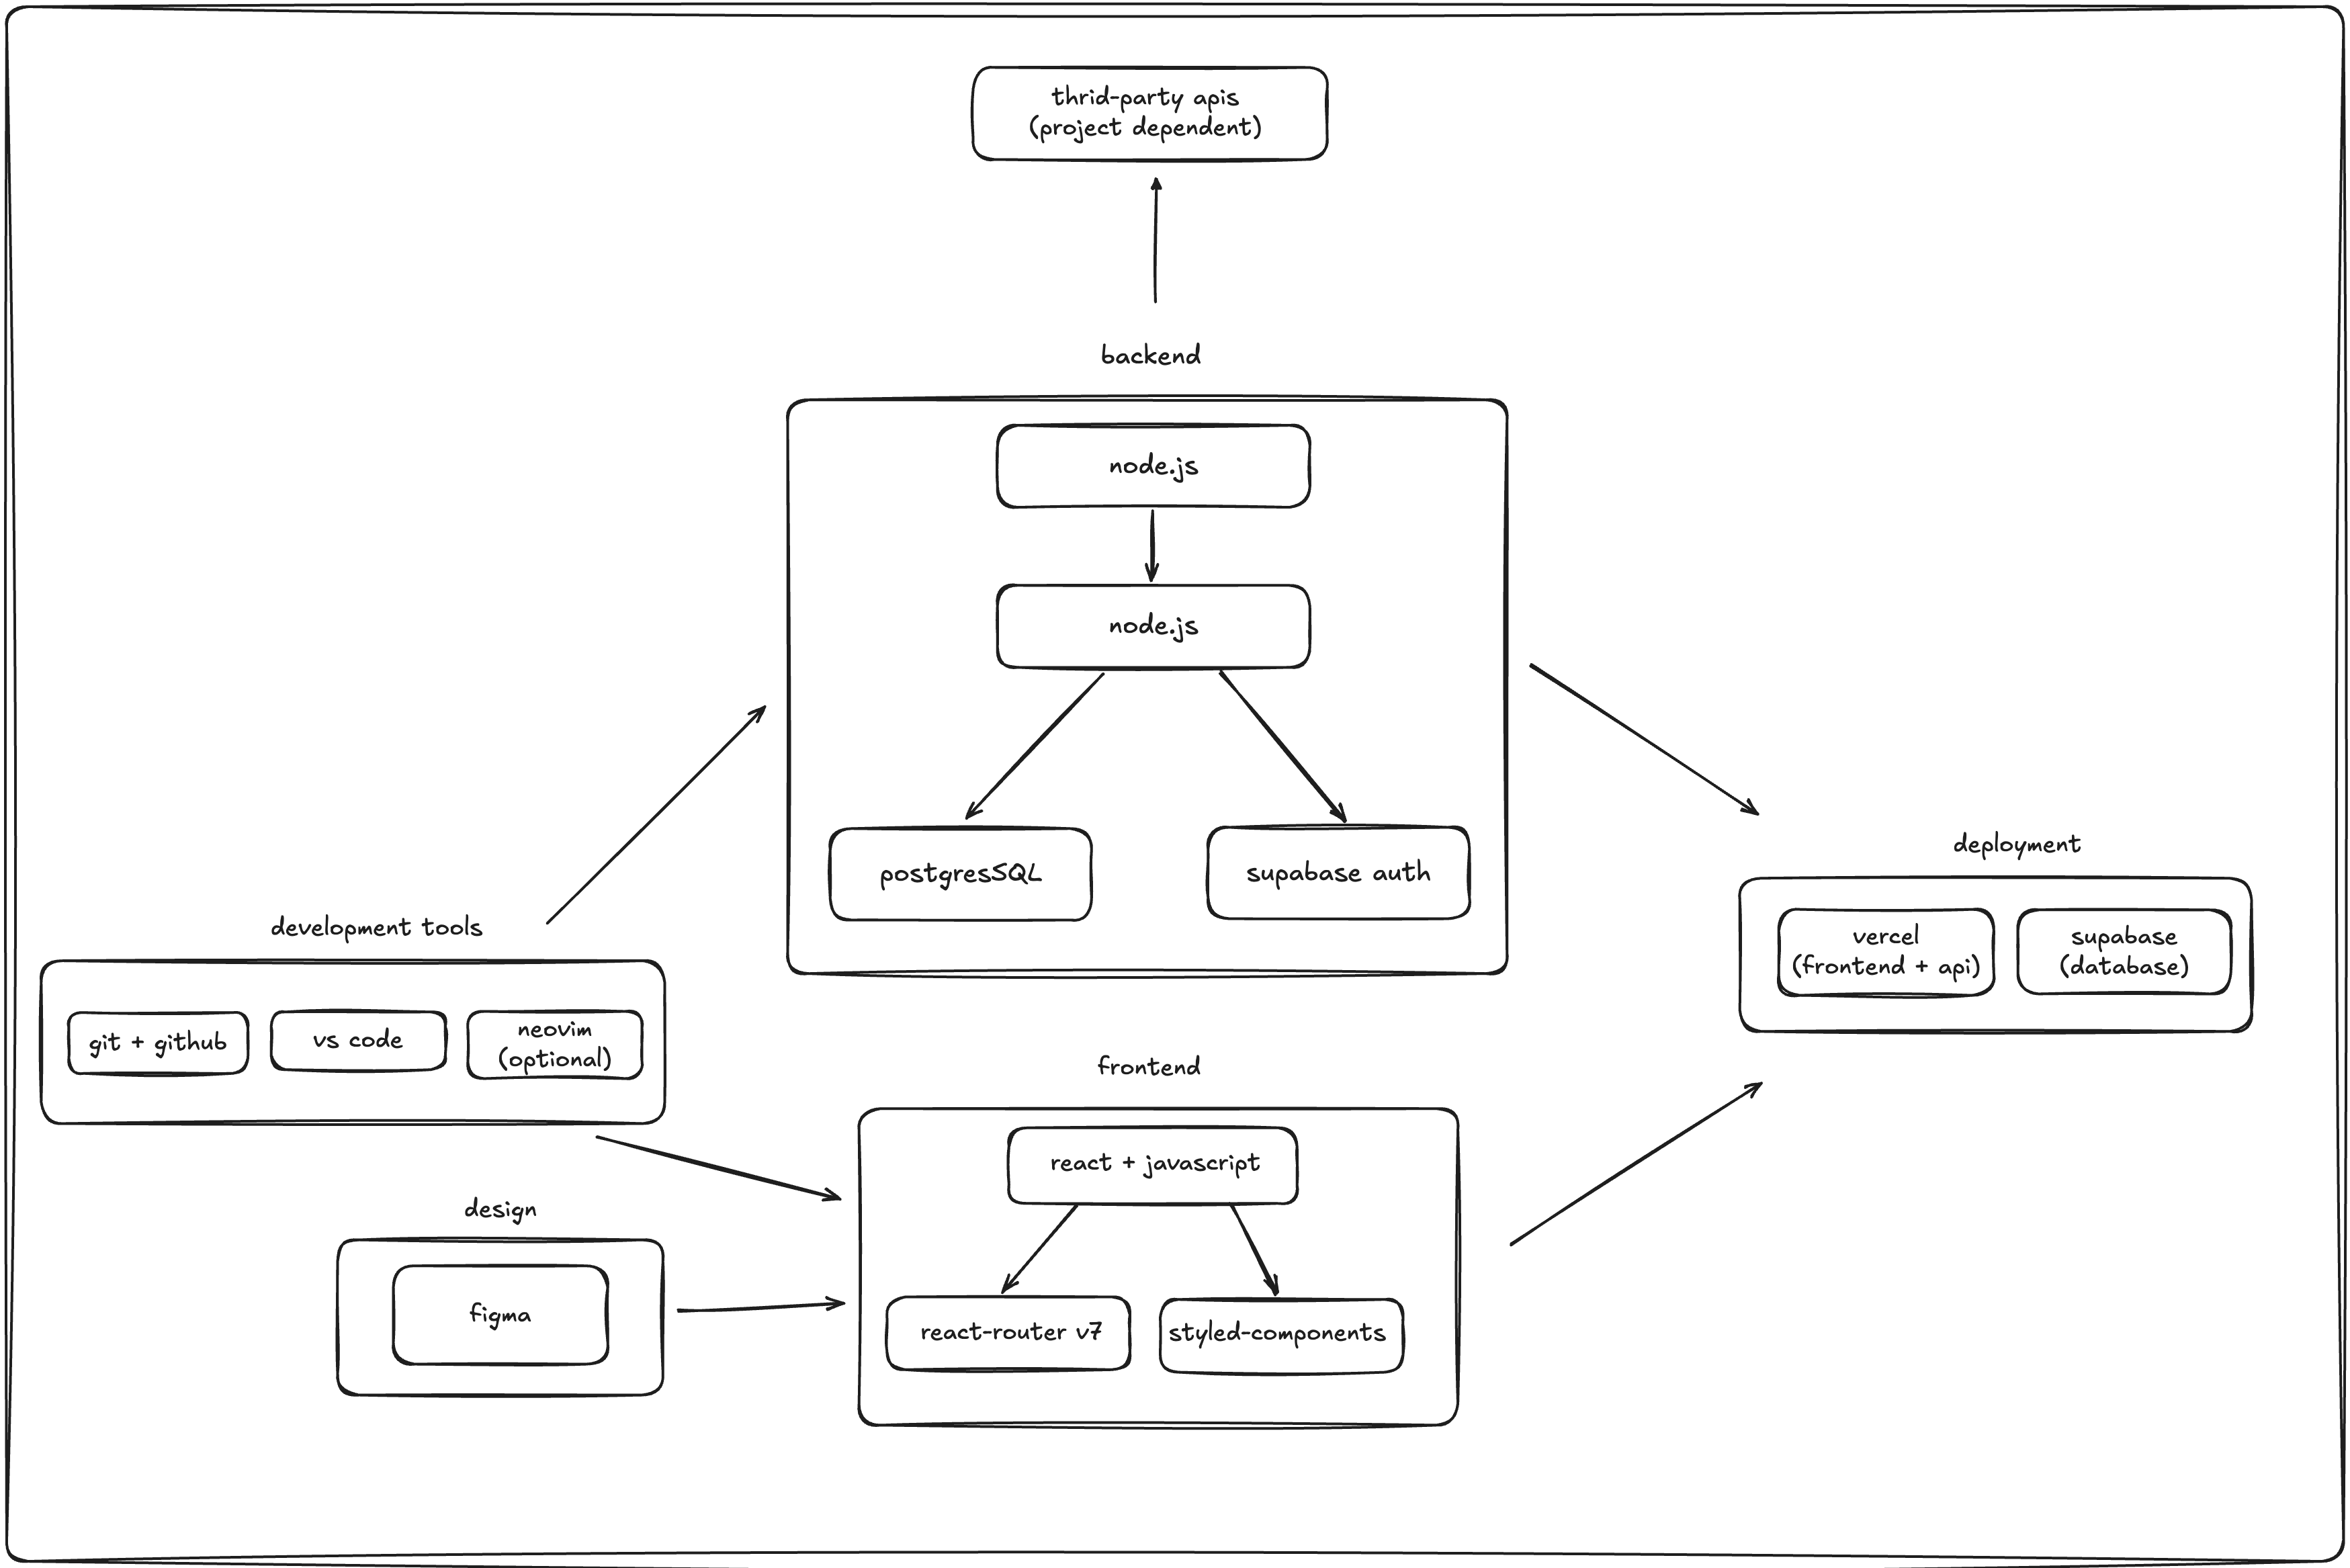 thrid-party apis
(project dependent)
backend
node.js
node.js
postgresSQL
supabase auth
deployment
vercel
(frontend + api)
supabase
(database)
development tools
git + github
vs code
neovim
(optional)
frontend
react + javascript
react-router v7
styled-components
design
figma